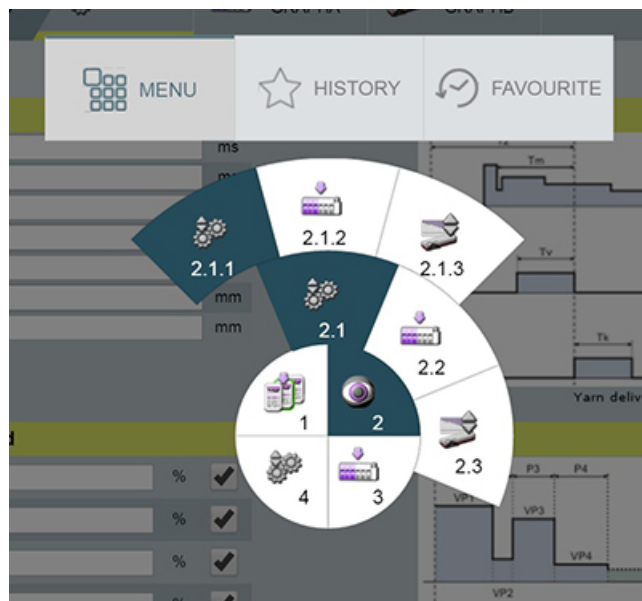 MENU
HISTORY
FAVOURITE
ms
Tm
2.1.1
2.1.2
2.1.3
Tv
mm
2.1
mm
2.2
Tk
1
2
Yarn deliv
2.3
4
3
%
P3
P4
VP1
%
VP3
%
VP4
%
VP2